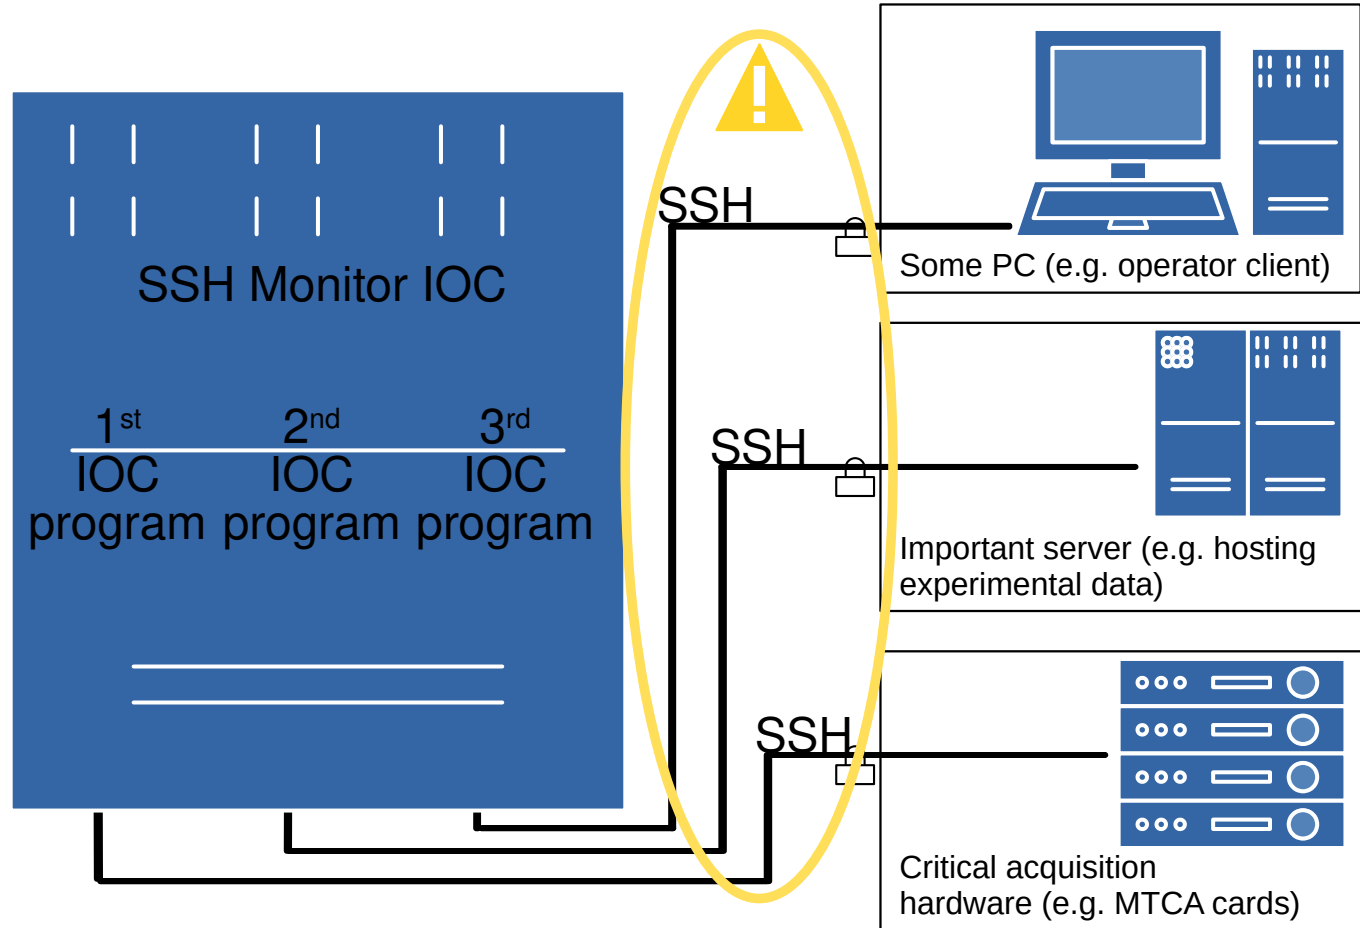 SSH
Some PC (e.g. operator client)
SSH Monitor IOC
1st 2nd 3rd
IOC IOC IOC
program program program
SSH
Important server (e.g. hosting
experimental data)
SSH
Critical acquisition
hardware (e.g. MTCA cards)